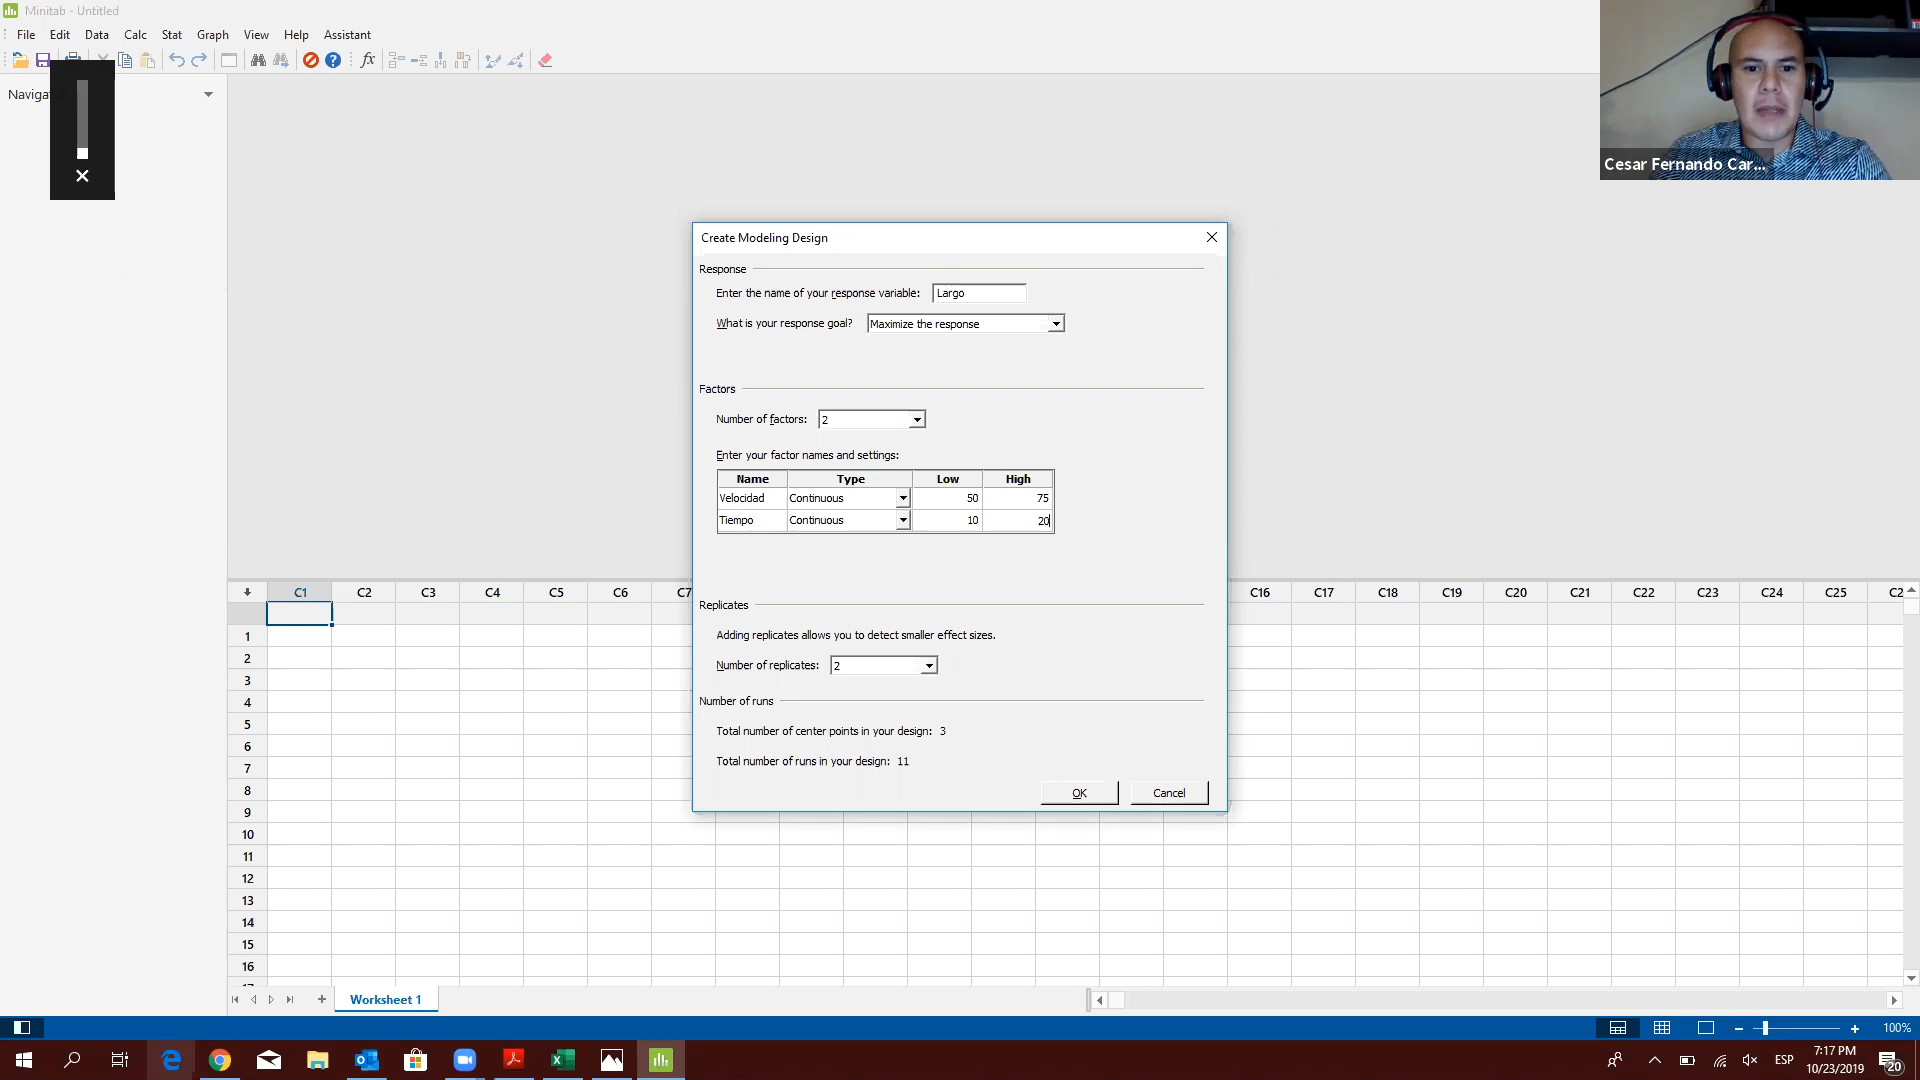 Minitab - Untitled
File Edit Data Calc Stat Graph View Help Assistant
fx
Navigat
Cesar Fernando Car...
Create Modeling Design
Response
Enter the name of your response variable: Largo
What is your response goal? Maximize the response
Factors
Number of factors: 2
Enter your factor names and settings:
Name Type Low High
Velocidad Continuous 50 75
Tiempo Continuous 10 20
Replicates
Adding replicates allows you to detect smaller effect sizes.
Number of replicates: 2
Number of runs
Total number of center points in your design: 3
Total number of runs in your design: 11
OK Cancel
C1 C2 C3 C4 C5 C6 C7 C16 C17 C18 C19 C20 C21 C22 C23 C24 C25 C2
1
2
3
4
5
6
7
8
9
10
11
12
13
14
15
16
Worksheet 1
100%
ESP
7:17 PM
10/23/2019
20